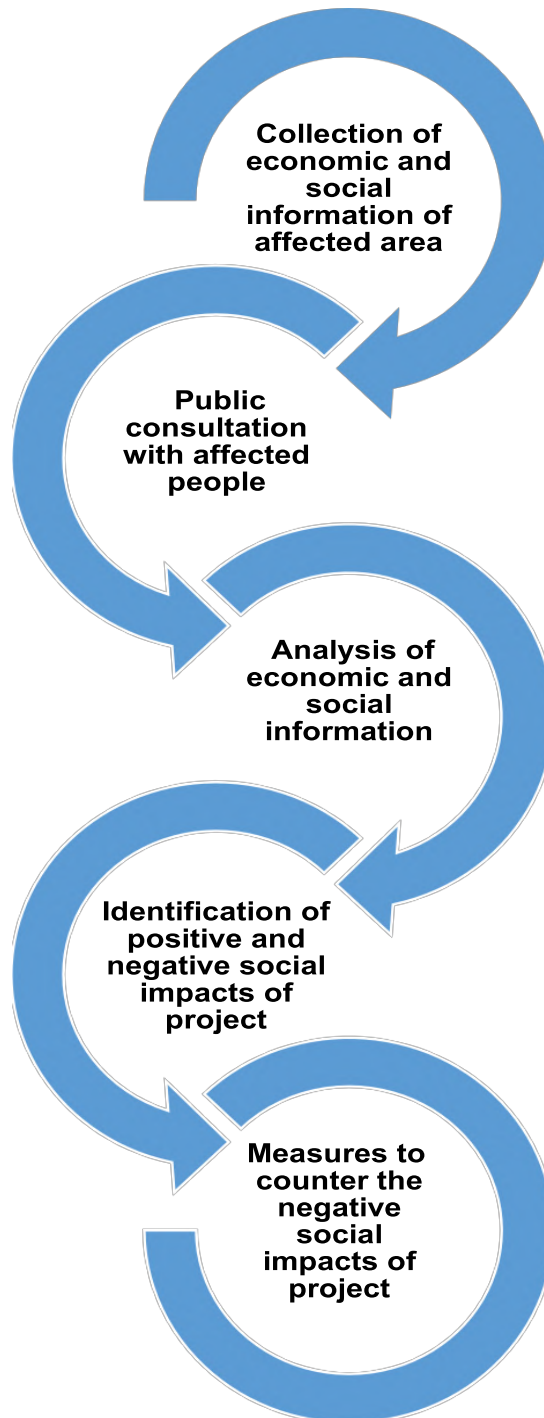 Collection of
economic and
social
information of
affected area
Public
consultation
with affected
people
Analysis of
economic and
social
information
Identification of
positive and
negative social
impacts of
project
Measures to
counter the
negative
social
impacts of
project